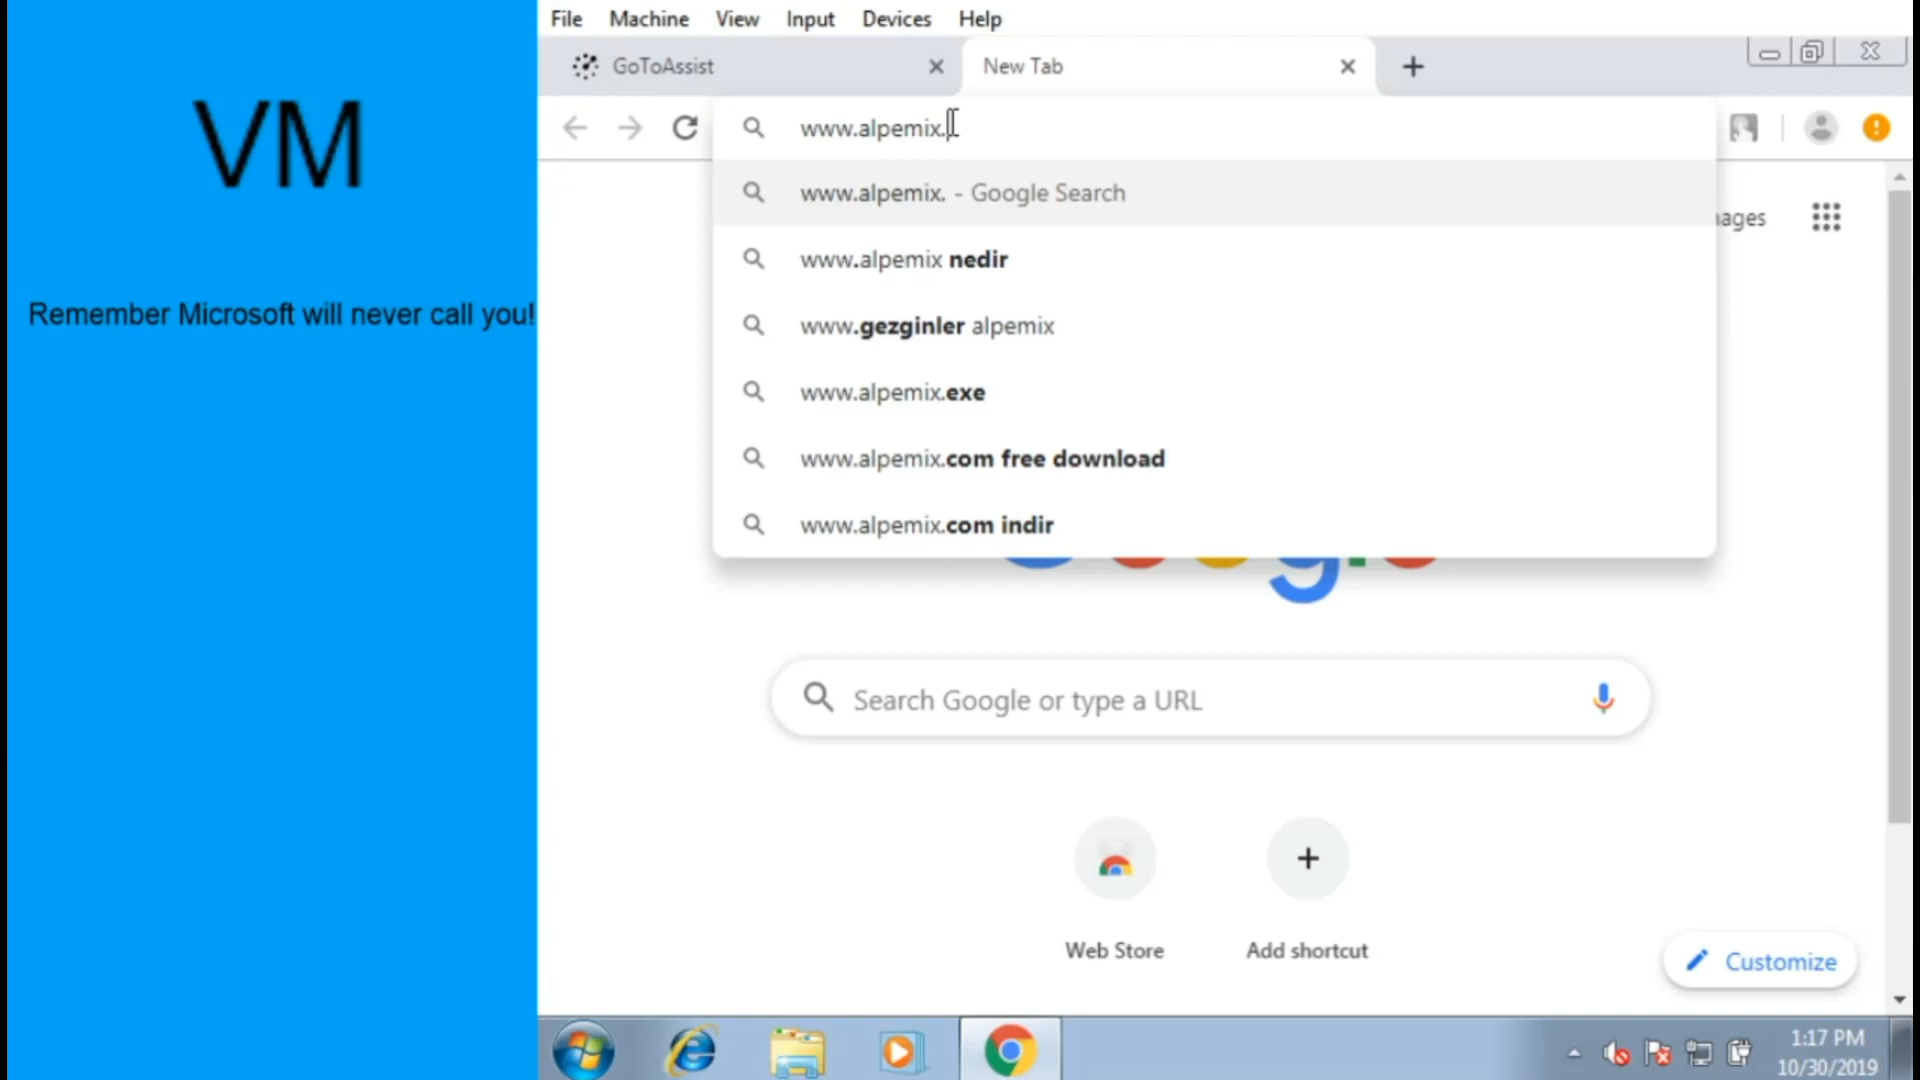 VM
Remember Microsoft will never call you!
File Machine View Input Devices Help
GoToAssist
New Tab
www.alpemix.
www.alpemix. - Google Search
ages
www.alpemix nedir
www.gezginler alpemix
www.alpemix.exe
www.alpemix.com free download
www.alpemix.com indir
Search Google or type a URL
Web Store
Add shortcut
Customize
1:17 PM
10/30/2019